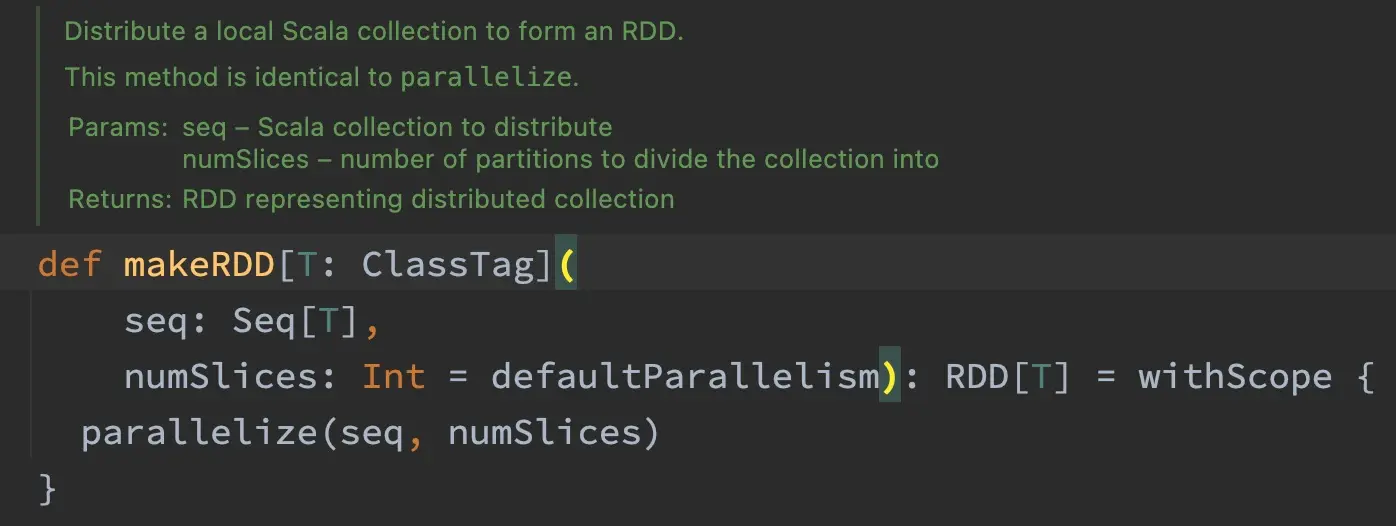 Distribute a local Scala collection to form an RDD.
This method is identical to parallelize.
Params: seq – Scala collection to distribute
numSlices – number of partitions to divide the collection into
Returns: RDD representing distributed collection
def makeRDD[T: ClassTag](
seq: Seq[T],
numSlices: Int = defaultParallelism): RDD[T] = withScope {
parallelize(seq, numSlices)
}